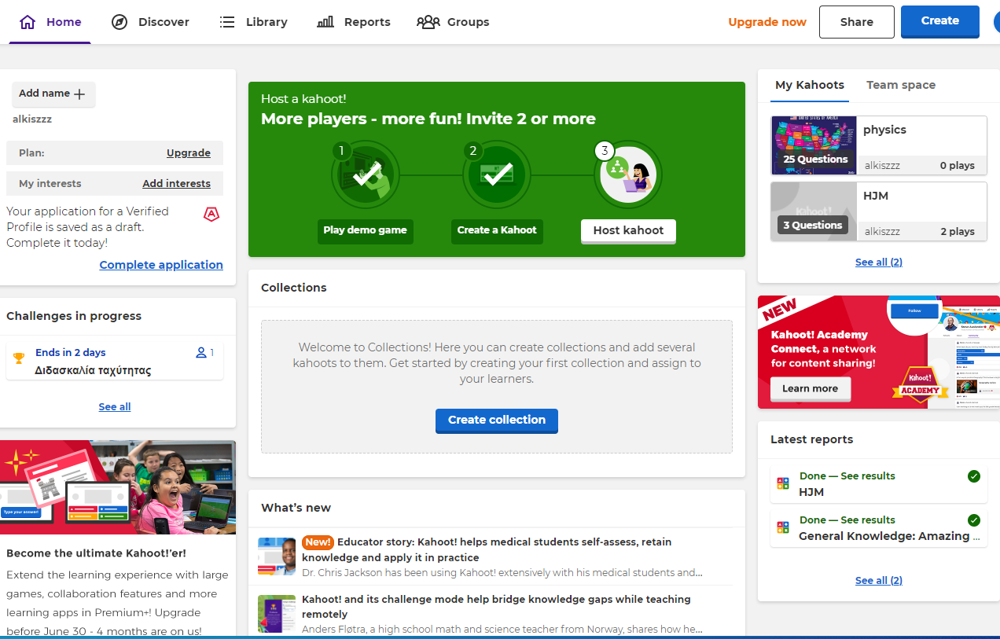 Home
Discover
Library
Reports
Groups
Upgrade now
Share
Create
Add name
alkiszzz
Plan:
Upgrade
My interests
Add interests
Your application for a Verified
Profile is saved as a draft.
Complete it today!
Complete application
Challenges in progress
Ends in 2 days
1
Διδασκαλία ταχύτητας
See all
Type your answer!
Become the ultimate Kahoot!'er!
Extend the learning experience with large
games, collaboration features and more
learning apps in Premium+! Upgrade
before June 30 - 4 months are on us!
Host a kahoot!
More players - more fun! Invite 2 or more
1
2
3
Play demo game
Create a Kahoot
Host kahoot
Collections
Welcome to Collections! Here you can create collections and add several
kahoots to them. Get started by creating your first collection and assign to
your learners.
Create collection
What's new
New! Educator story: Kahoot! helps medical students self-assess, retain
knowledge and apply it in practice
Dr. Chris Jackson has been using Kahoot! extensively with his medical students and...
Kahoot! and its challenge mode help bridge knowledge gaps while teaching
remotely
Anders Fløtra, a high school math and science teacher from Norway, shares how he...
My Kahoots
Team space
UNITED STATES OF AMERICA
25 Questions
physics
alkiszzz
0 plays
Kahoot!
3 Questions
HJM
alkiszzz
2 plays
See all (2)
NEW
Follow
Kahoot! Academy
Connect, a network
for content sharing!
Learn more
Kahoot!
ACADEMY
Latest reports
Done — See results
HJM
Done — See results
General Knowledge: Amazing ...
See all (2)